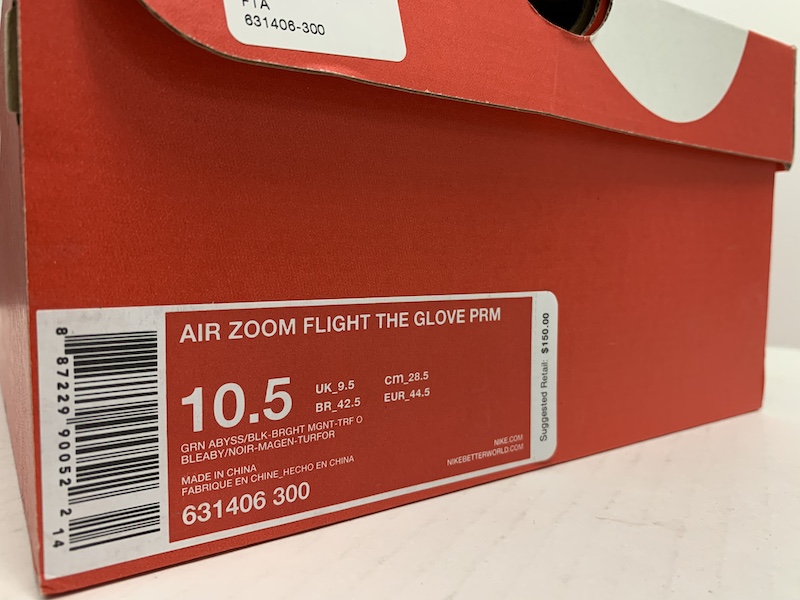 FTA
631406-300
AIR ZOOM FLIGHT THE GLOVE PRM
10.5
UK_9.5 cm_28.5
BR_42.5 EUR_44.5
GRN ABYSS/BLK-BRGHT MGNT-TRF O
BLEABY/NOIR-MAGEN-TURFOR
NIKE.COM
NIKEBETTERWORLD.COM
MADE IN CHINA
FABRIQUE EN CHINE_HECHO EN CHINA
631406 300
8 87229 90052 2 14
Suggested Retail: $150.00